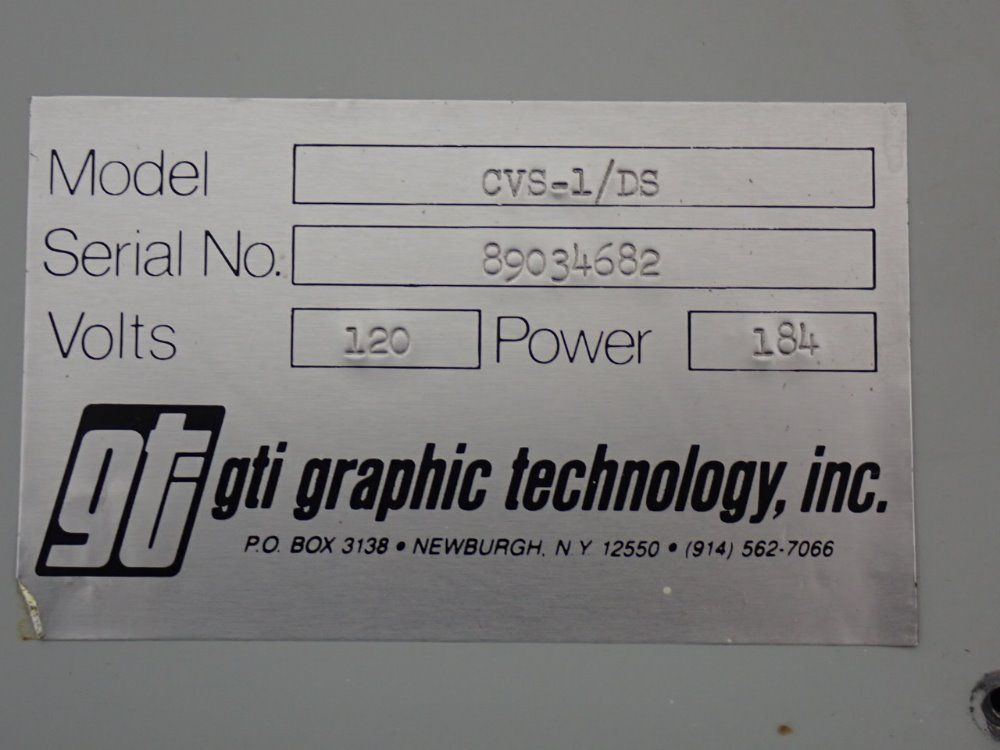 Model CVS-1/DS
Serial No. 89034682
Volts 120 Power 184
gti gti graphic technology, inc.
P.O. BOX 3138 • NEWBURGH, N.Y. 12550 • (914) 562-7066